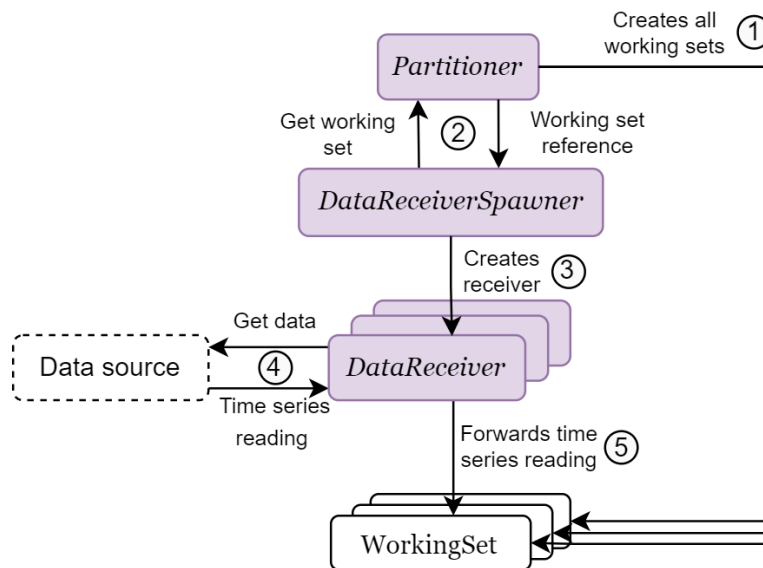 Creates all
working sets
1
Partitioner
Get working
set
2
Working set
reference
DataReceiverSpawner
Creates
receiver
3
Get data
Data source
4
DataReceiver
Time series
reading
Forwards time
series reading
5
WorkingSet